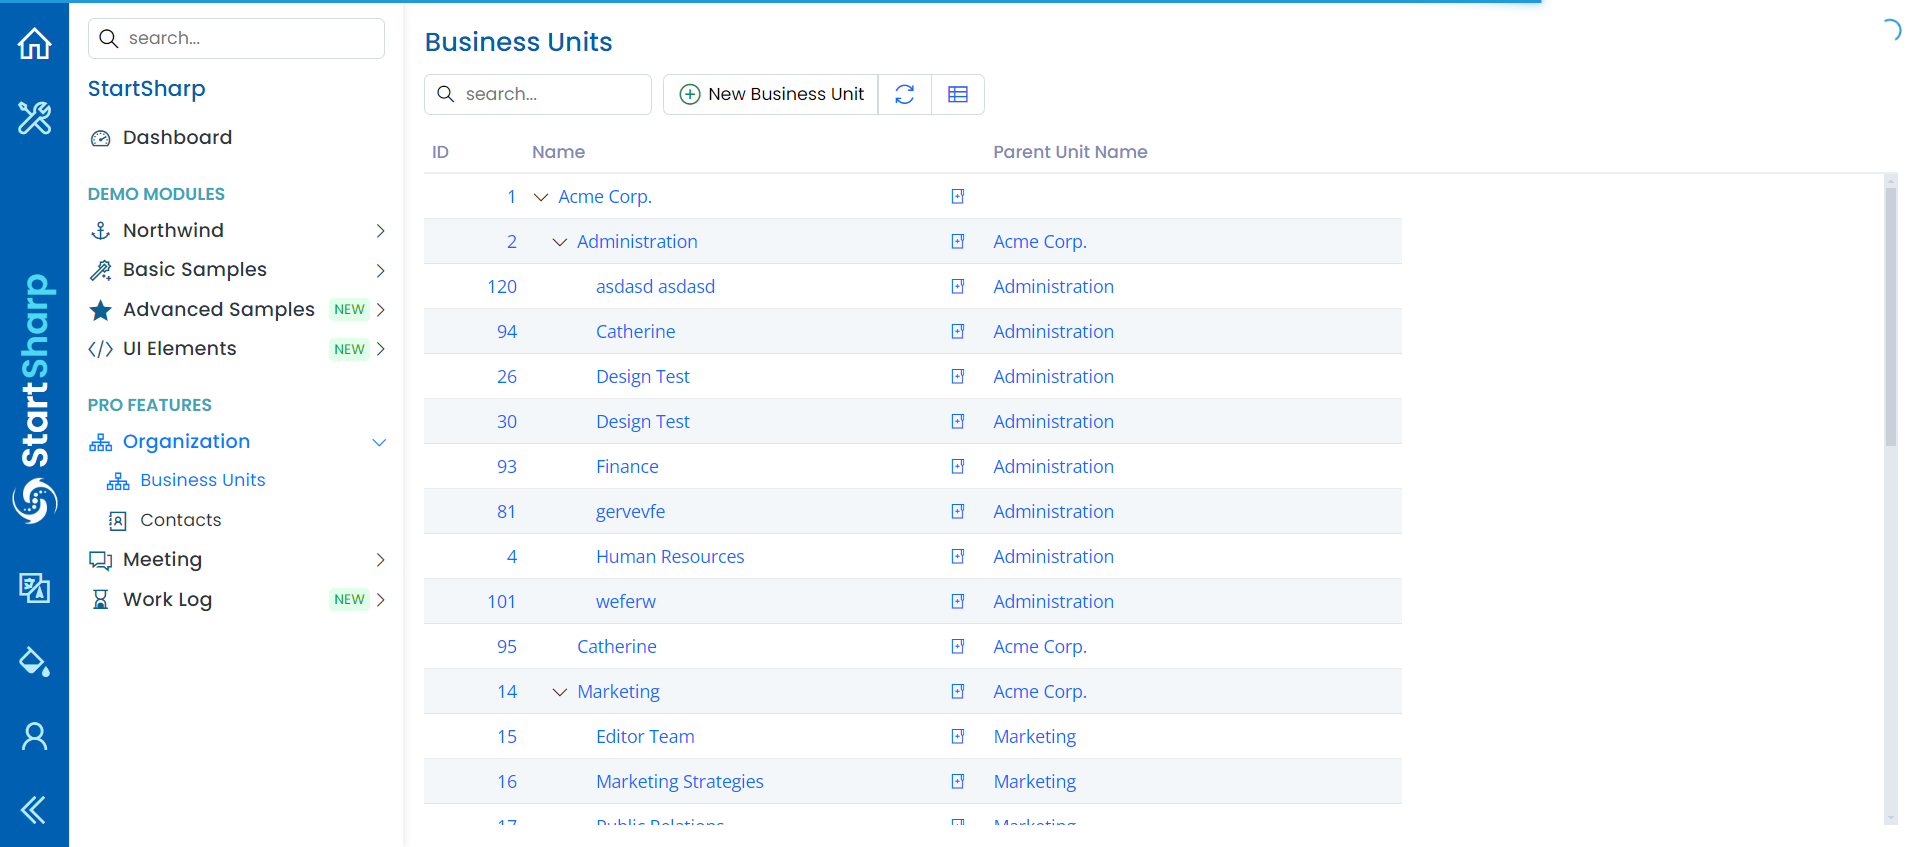 StartSharp
search...
StartSharp
Dashboard
DEMO MODULES
Northwind
Basic Samples
Advanced Samples NEW
UI Elements NEW
PRO FEATURES
Organization
Business Units
Contacts
Meeting
Work Log NEW
Business Units
search...
New Business Unit
ID Name Parent Unit Name
1 Acme Corp.
2 Administration Acme Corp.
120 asdasd asdasd Administration
94 Catherine Administration
26 Design Test Administration
30 Design Test Administration
93 Finance Administration
81 gervevfe Administration
4 Human Resources Administration
101 weferw Administration
95 Catherine Acme Corp.
14 Marketing Acme Corp.
15 Editor Team Marketing
16 Marketing Strategies Marketing
17 Public Relations Marketing